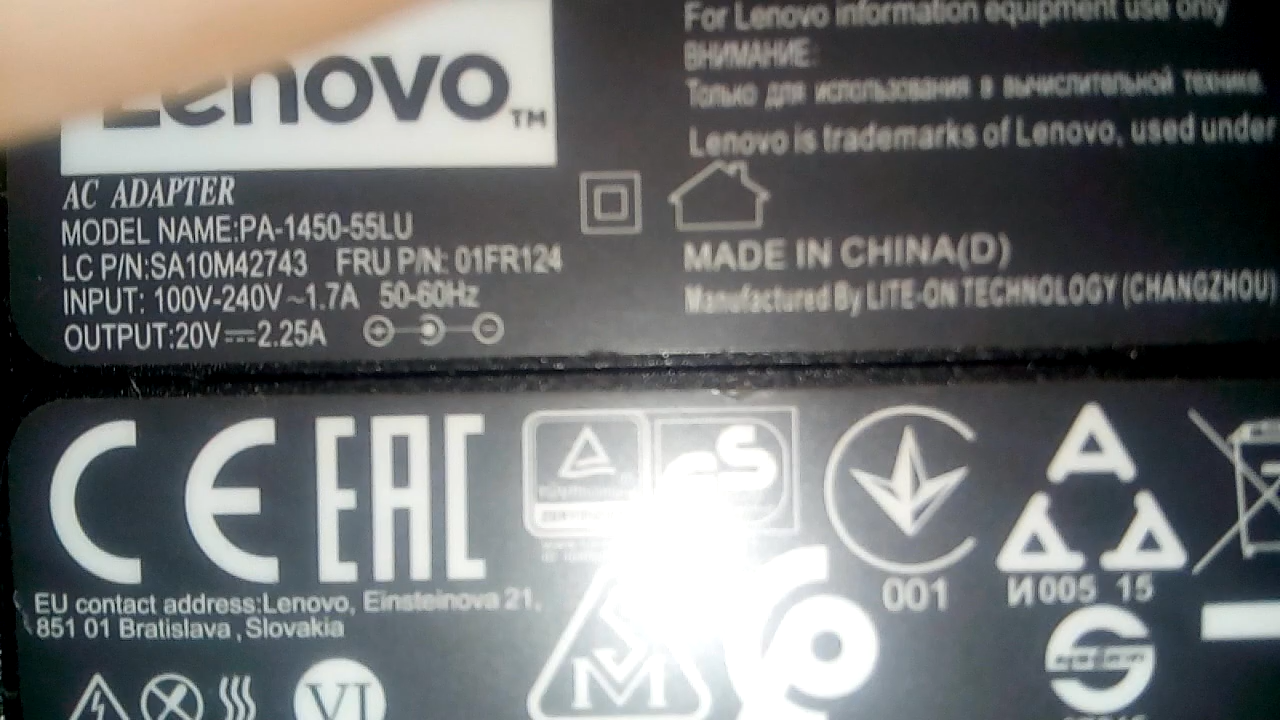 Lenovo™
AC ADAPTER
MODEL NAME:PA-1450-55LU
LC P/N:SA10M42743 FRU P/N: 01FR124
INPUT: 100V-240V~1.7A 50-60Hz
OUTPUT:20V⎓2.25A
For Lenovo information equipment use only
ВНИМАНИЕ:
Только для использования в вычислительной технике.
Lenovo is trademarks of Lenovo, used under
MADE IN CHINA(D)
Manufactured By LITE-ON TECHNOLOGY (CHANGZHOU)
CE EAC
GS
001
И005 15
EU contact address:Lenovo, Einsteinova 21,
851 01 Bratislava, Slovakia
VI